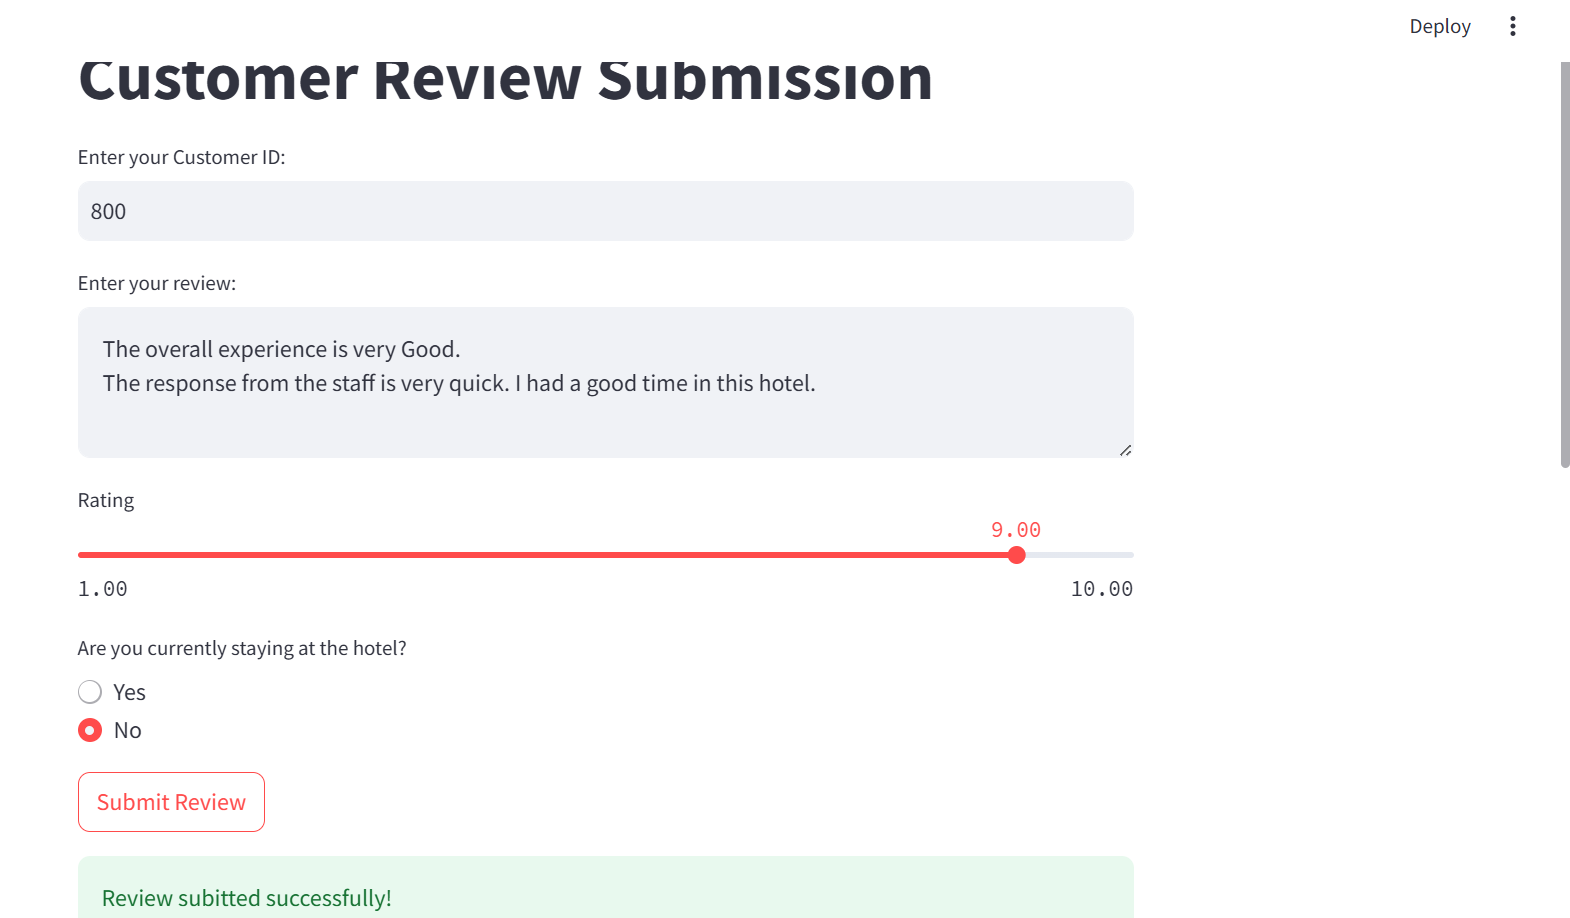 Deploy
Customer Review Submission
Enter your Customer ID:
800
Enter your review:
The overall experience is very Good.
The response from the staff is very quick. I had a good time in this hotel.
Rating
9.00
1.00 10.00
Are you currently staying at the hotel?
Yes
No
Submit Review
Review subitted successfully!